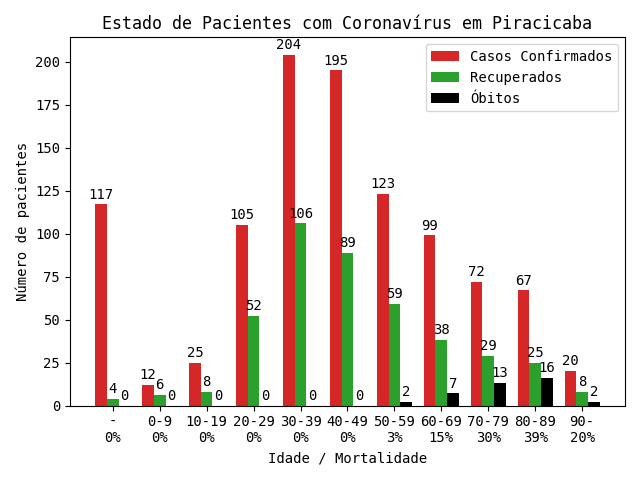 Estado de Pacientes com Coronavírus em Piracicaba
Casos Confirmados
Recuperados
Óbitos
Número de pacientes
200
175
150
125
100
75
50
25
0
117 4 0
12 6 0
25 8 0
105 52 0
204 106 0
195 89 0
123 59 2
99 38 7
72 29 13
67 25 16
20 8 2
- 0-9 10-19 20-29 30-39 40-49 50-59 60-69 70-79 80-89 90-
0% 0% 0% 0% 0% 0% 3% 15% 30% 39% 20%
Idade / Mortalidade